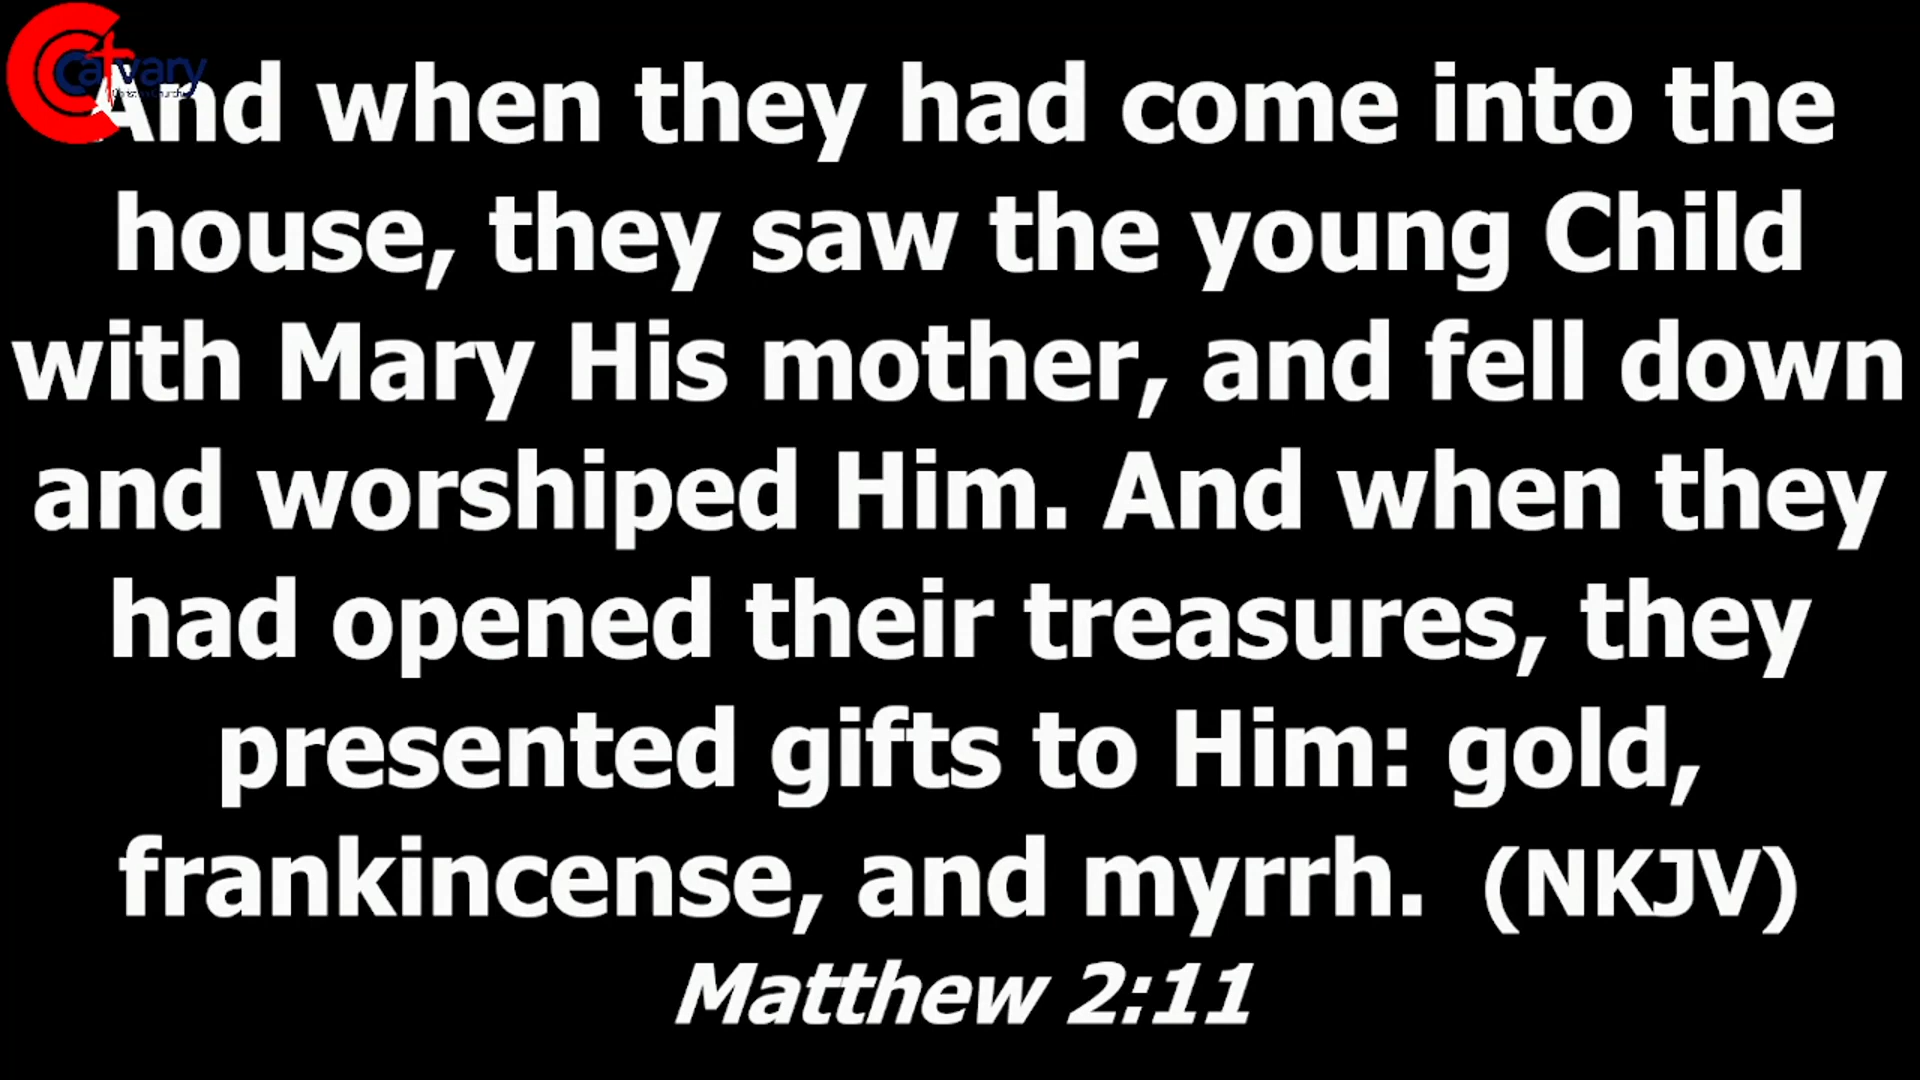 Calvary
And when they had come into the
house, they saw the young Child
with Mary His mother, and fell down
and worshiped Him. And when they
had opened their treasures, they
presented gifts to Him: gold,
frankincense, and myrrh. (NKJV)
Matthew 2:11